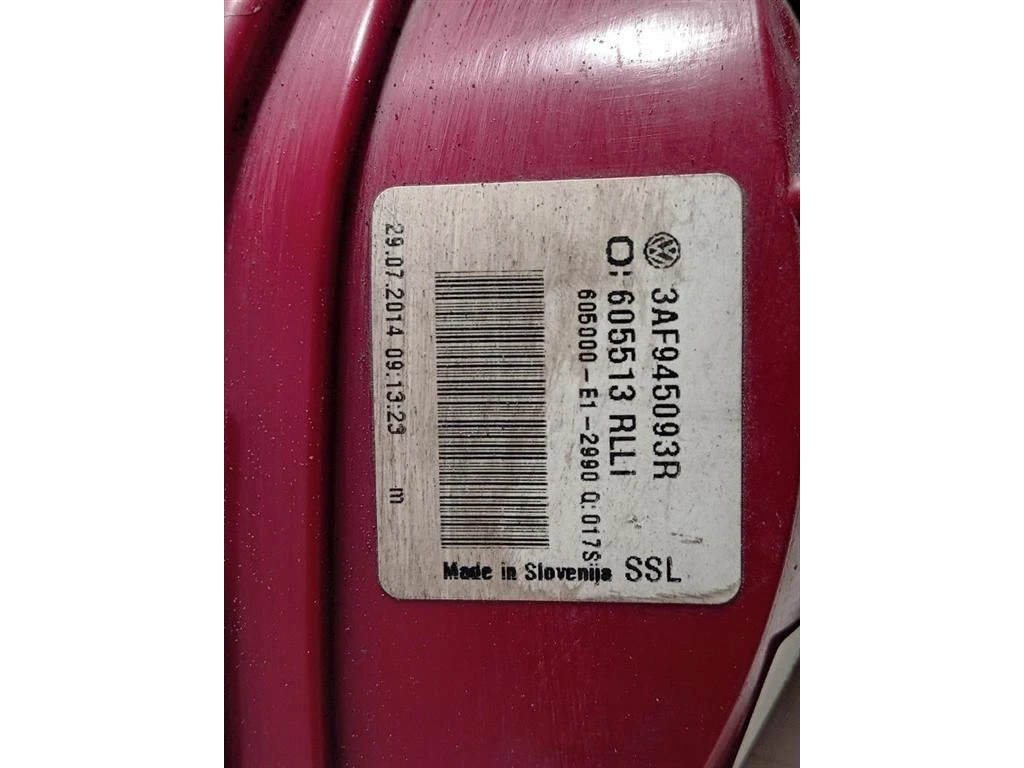 3AF945093R
O: 605513 RLLi
605000-E1-2990 Q:017S
29.07.2014 09:13:23 m
Made in Slovenija SSL